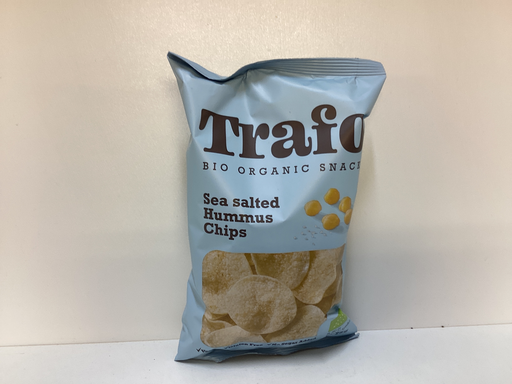 Trafo
BIO ORGANIC SNAC
Sea salted
Hummus
Chips